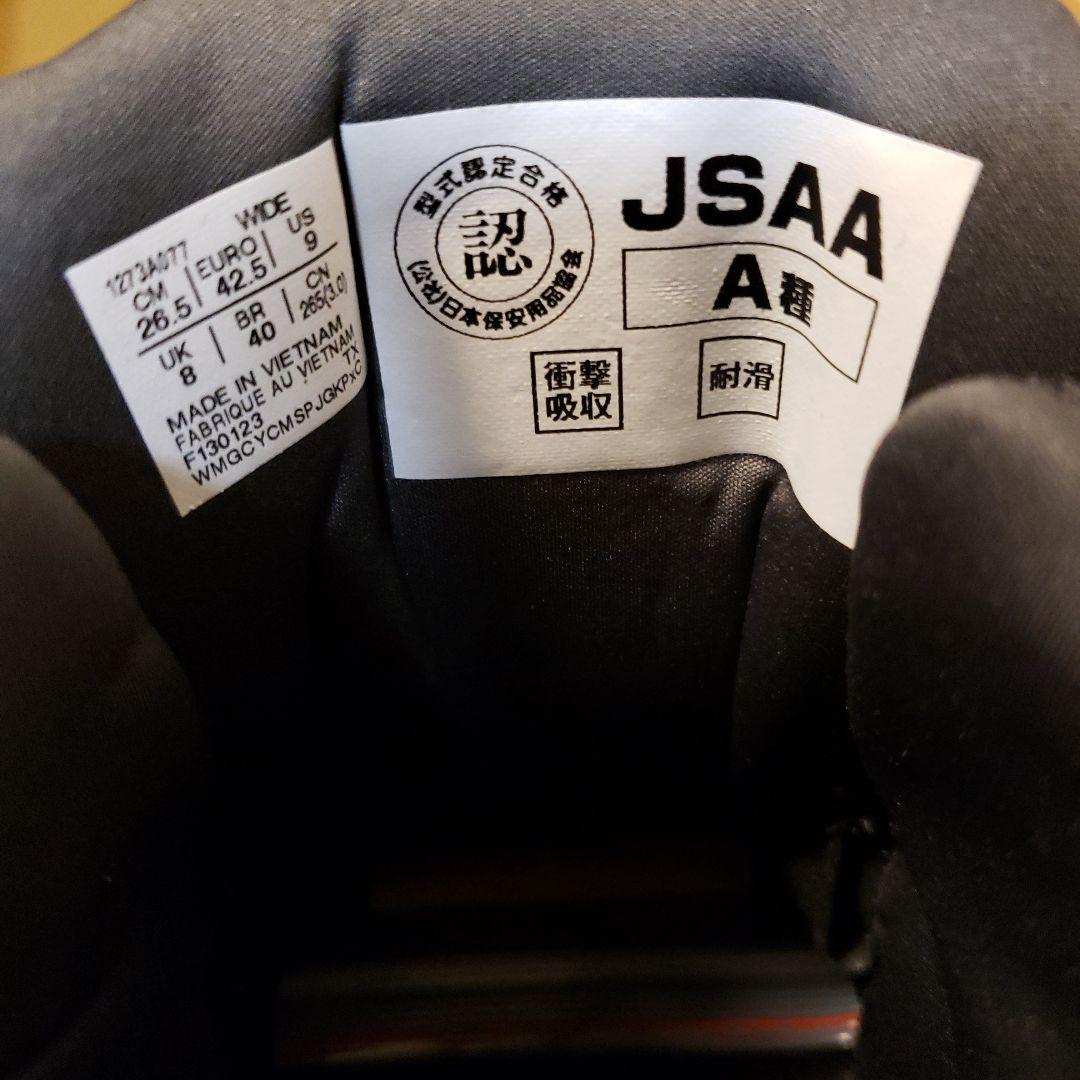 1273A077 WIDE
CM EURO US
26.5 42.5 9
UK BR CN
8 40 265(3.0)
MADE IN VIETNAM
FABRIQUE AU VIETNAM
F130123 TX
WMGCYCMSPJGKPxC
型式認定合格
認
(公社)日本保安用品協会
JSAA
A種
衝撃
吸収
耐滑